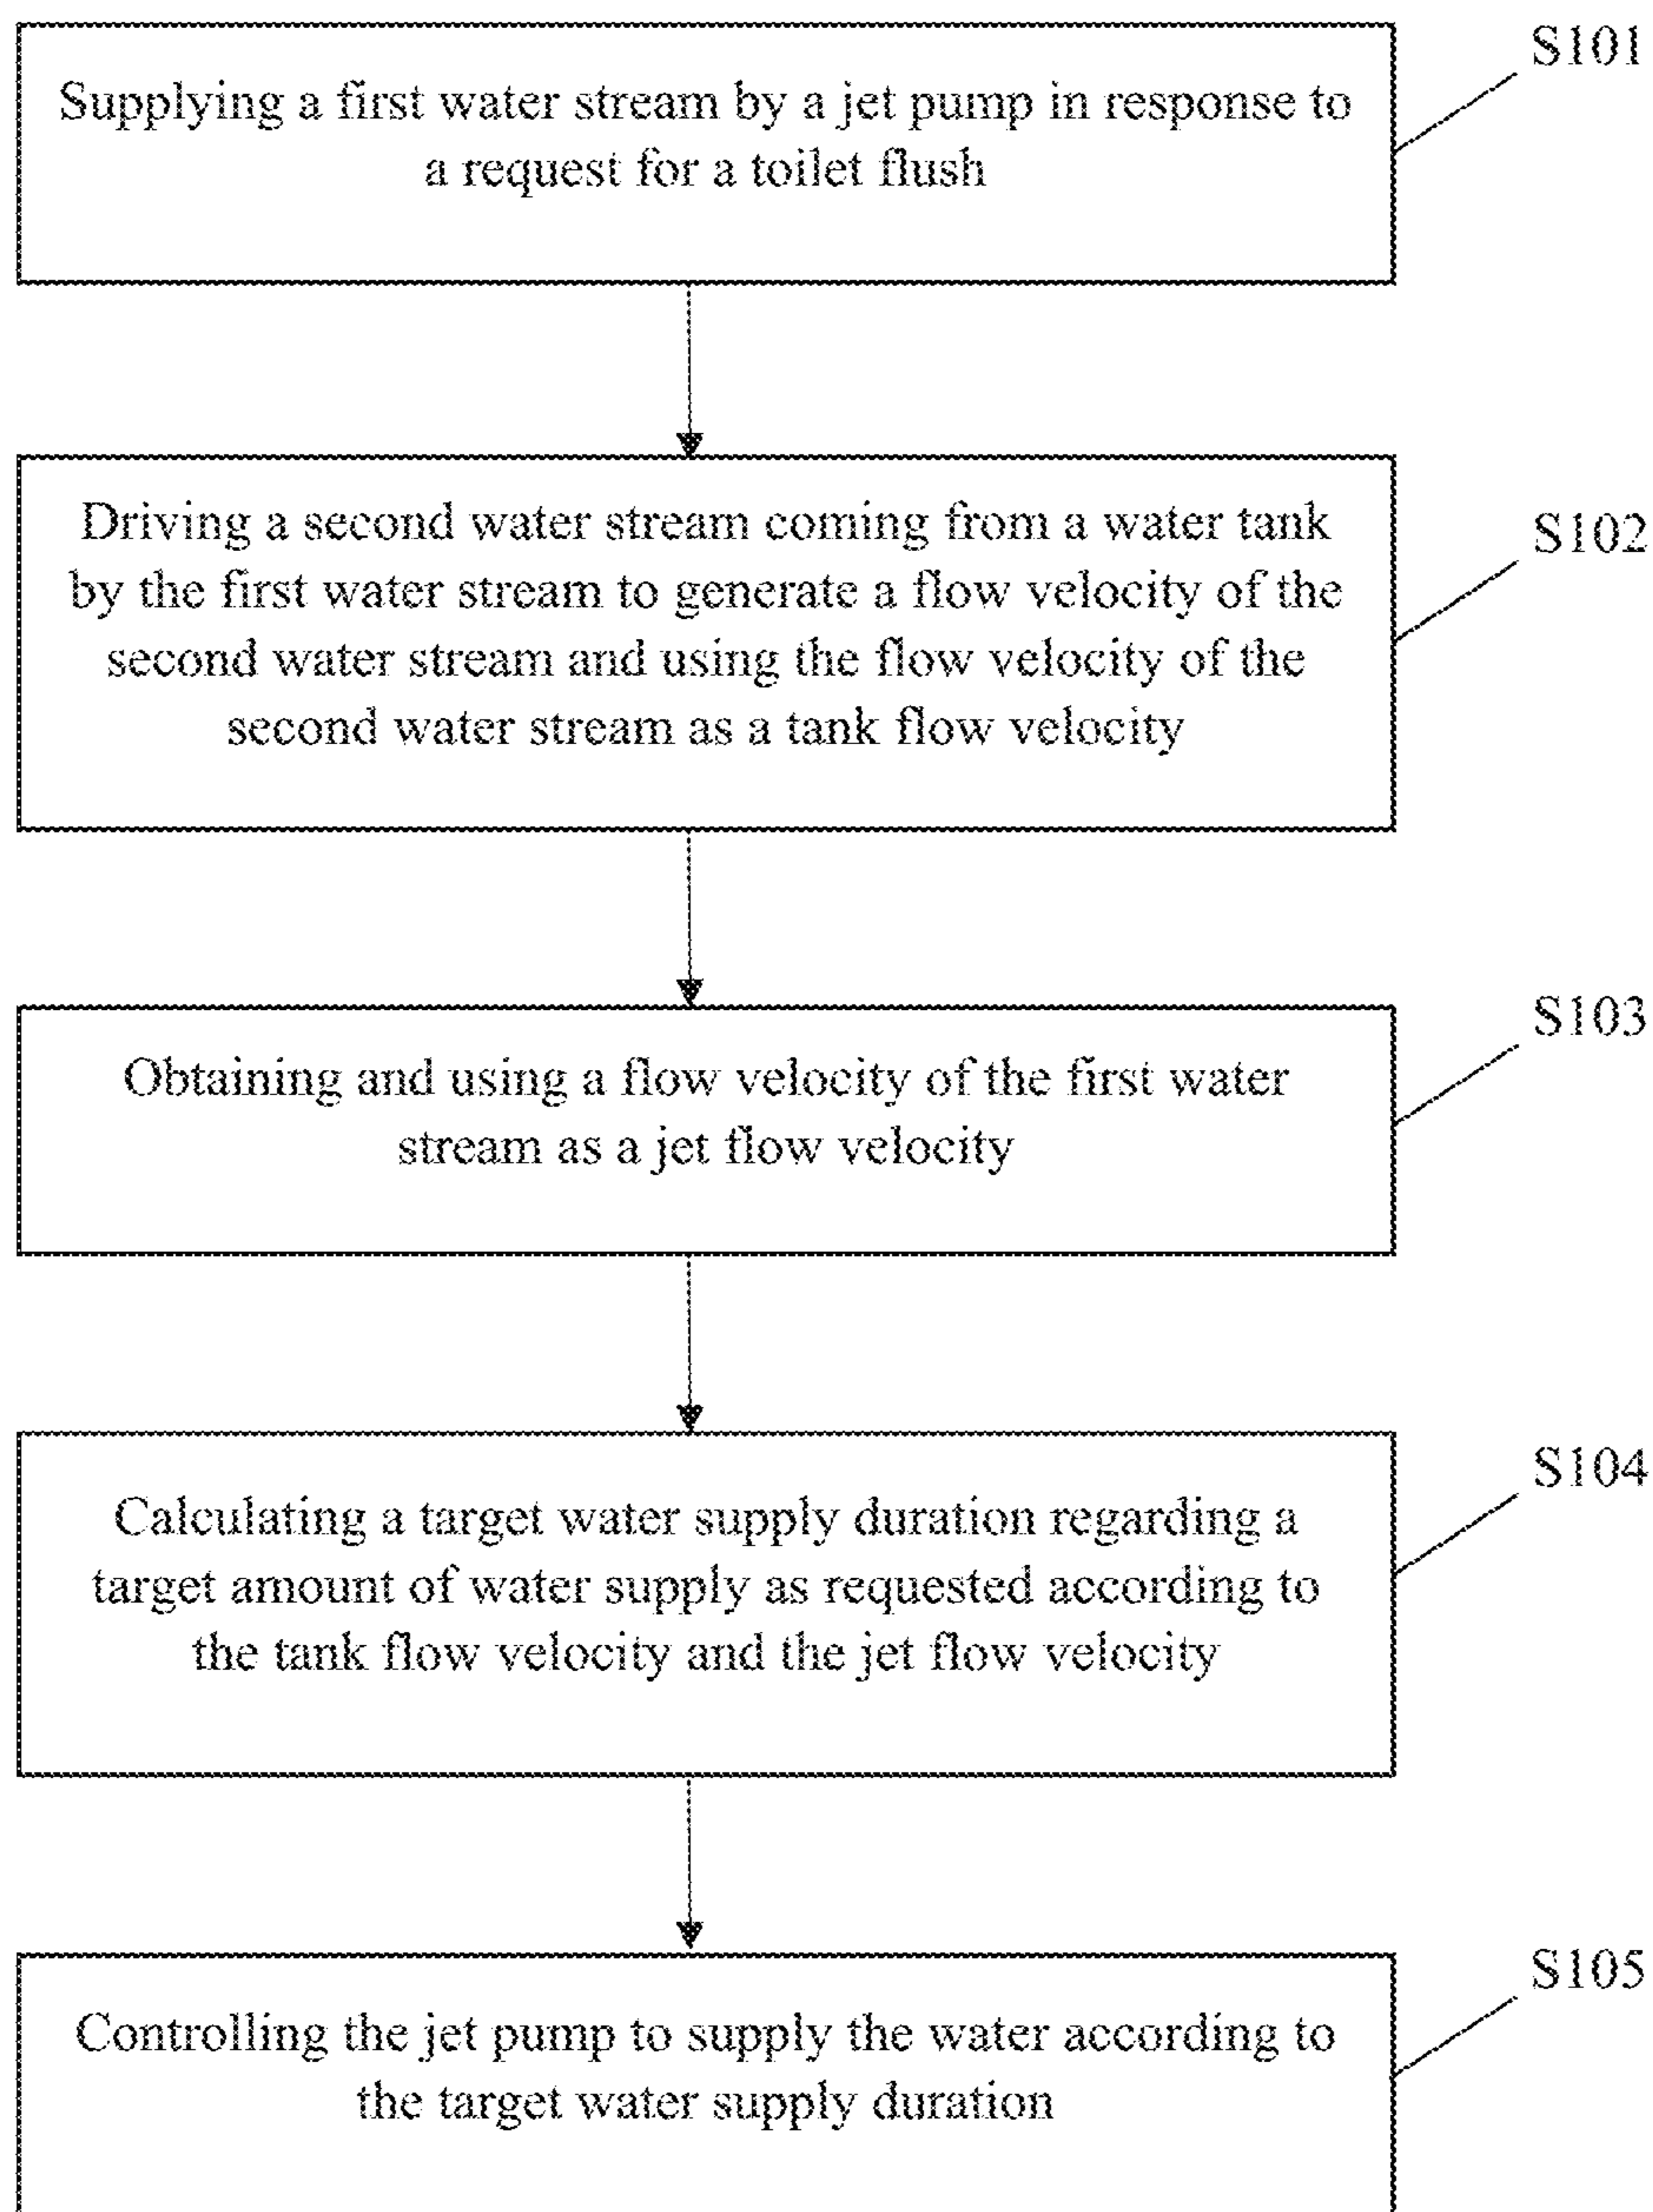 S101
Supplying a first water stream by a jet pump in response to
a request for a toilet flush
S102
Driving a second water stream coming from a water tank
by the first water stream to generate a flow velocity of the
second water stream and using the flow velocity of the
second water stream as a tank flow velocity
S103
Obtaining and using a flow velocity of the first water
stream as a jet flow velocity
S104
Calculating a target water supply duration regarding a
target amount of water supply as requested according to
the tank flow velocity and the jet flow velocity
S105
Controlling the jet pump to supply the water according to
the target water supply duration